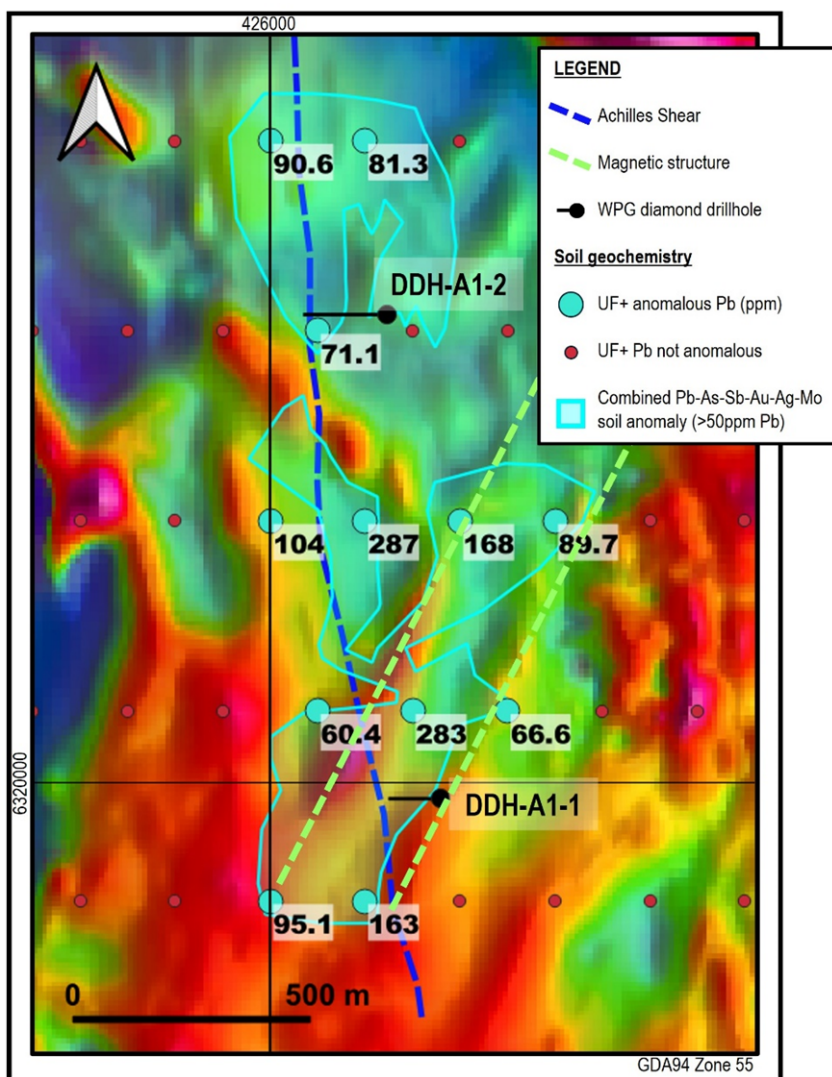 426000
LEGEND
Achilles Shear
Magnetic structure
WPG diamond drillhole
Soil geochemistry
UF+ anomalous Pb (ppm)
UF+ Pb not anomalous
Combined Pb-As-Sb-Au-Ag-Mo
soil anomaly (>50ppm Pb)
90.6
81.3
DDH-A1-2
71.1
104
287
168
89.7
60.4
283
66.6
6320000
DDH-A1-1
95.1
163
0
500 m
GDA94 Zone 55